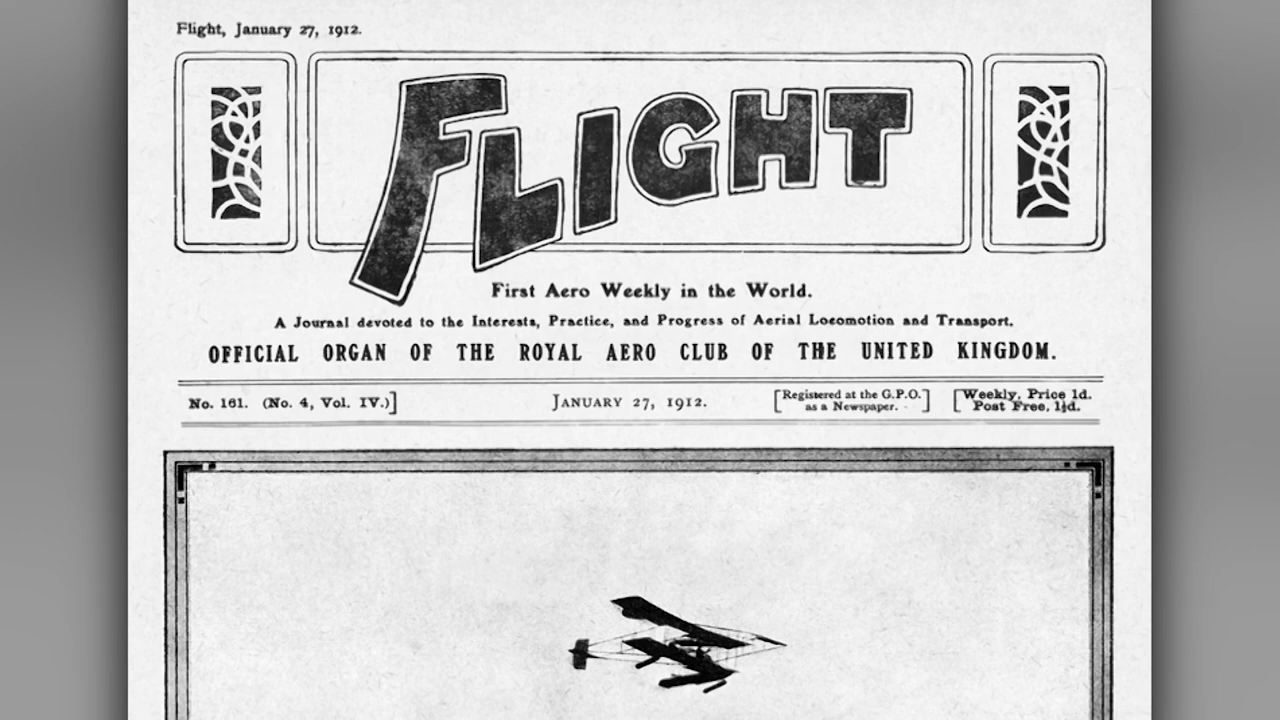 Flight, January 27, 1912.
FLIGHT
First Aero Weekly in the World.
A Journal devoted to the Interests, Practice, and Progress of Aerial Locomotion and Transport.
OFFICIAL ORGAN OF THE ROYAL AERO CLUB OF THE UNITED KINGDOM.
No. 161. (No. 4, Vol. IV.)]
JANUARY 27, 1912.
[Registered at the G.P.O.
as a Newspaper.]
[Weekly, Price 1d.
Post Free, 1½d.